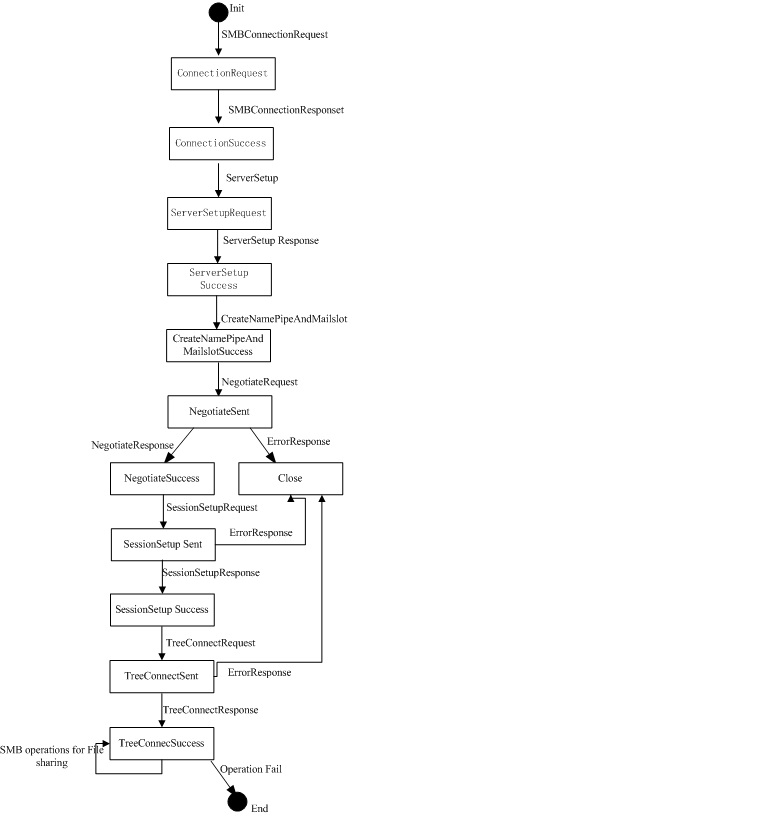 Init
SMBConnectionRequest
ConnectionRequest
SMBConnectionResponset
ConnectionSuccess
ServerSetup
ServerSetupRequest
ServerSetup Response
ServerSetup
Success
CreateNamePipeAndMailslot
CreateNamePipeAnd
MailslotSuccess
NegotiateRequest
NegotiateSent
NegotiateResponse
ErrorResponse
NegotiateSuccess
Close
SessionSetupRequest
ErrorResponse
SessionSetup Sent
SessionSetupResponse
SessionSetup Success
TreeConnectRequest
ErrorResponse
TreeConnectSent
TreeConnectResponse
TreeConnecSuccess
SMB operations for File
sharing
Operation Fail
End